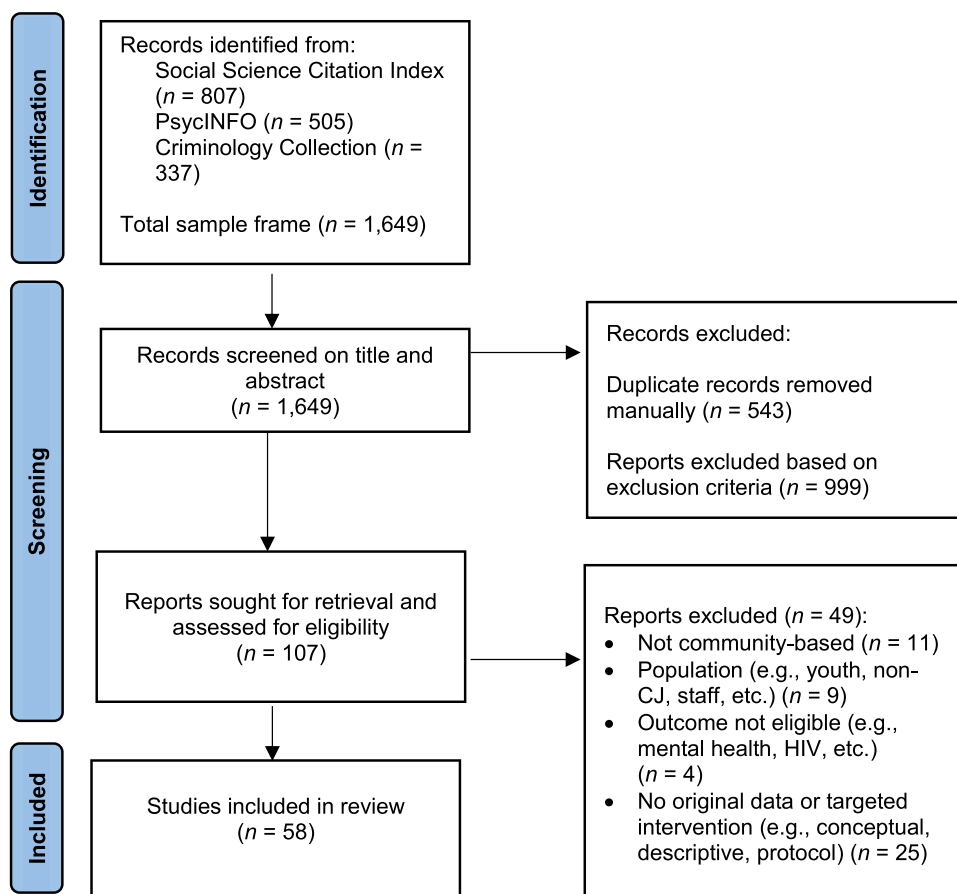 Identification
Records identified from:
Social Science Citation Index
(n = 807)
PsycINFO (n = 505)
Criminology Collection (n =
337)
Total sample frame (n = 1,649)
Screening
Records screened on title and
abstract
(n = 1,649)
Records excluded:
Duplicate records removed
manually (n = 543)
Reports excluded based on
exclusion criteria (n = 999)
Reports sought for retrieval and
assessed for eligibility
(n = 107)
Reports excluded (n = 49):
• Not community-based (n = 11)
• Population (e.g., youth, non-
CJ, staff, etc.) (n = 9)
• Outcome not eligible (e.g.,
mental health, HIV, etc.)
(n = 4)
• No original data or targeted
intervention (e.g., conceptual,
descriptive, protocol) (n = 25)
Included
Studies included in review
(n = 58)